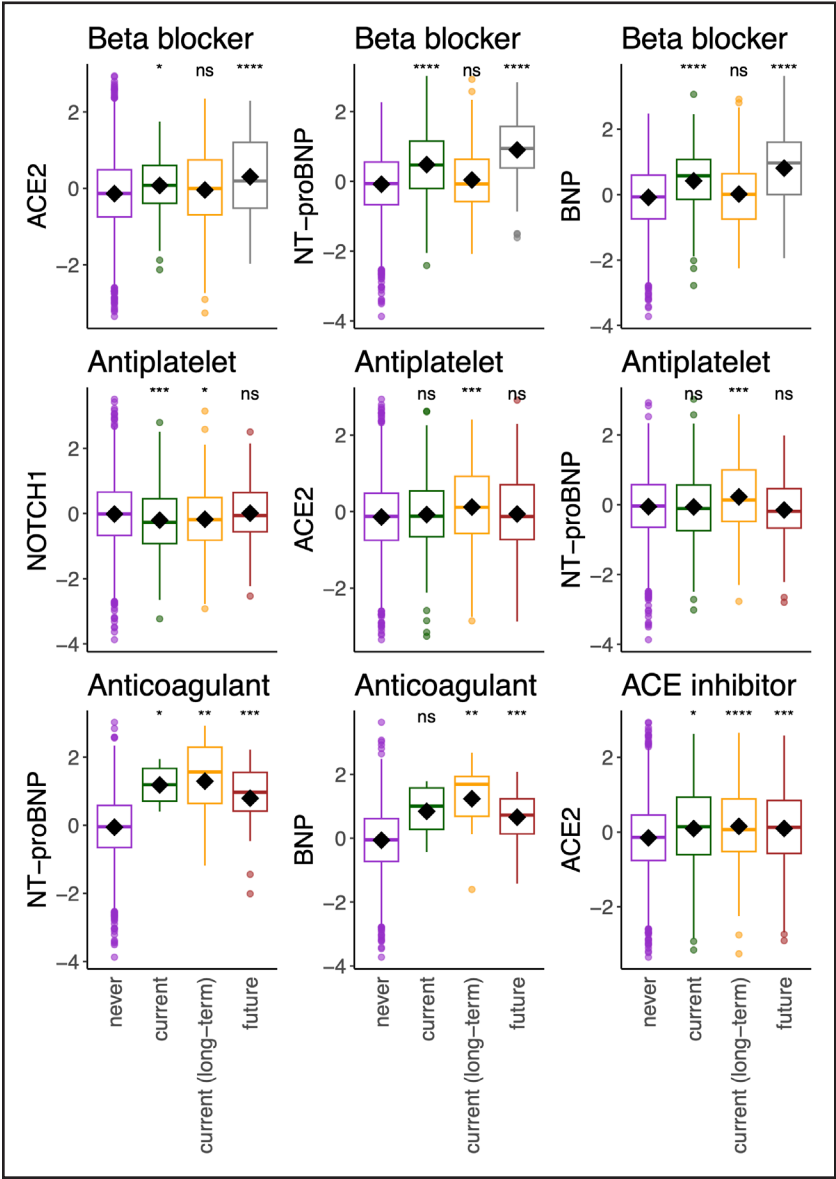 Beta blocker Beta blocker Beta blocker
* ns **** **** ns **** **** ns ****
ACE2 NT−proBNP BNP
2 0 −2
2 0 −2 −4
2 0 −2 −4
Antiplatelet Antiplatelet Antiplatelet
*** * ns ns *** ns ns *** ns
NOTCH1 ACE2 NT−proBNP
2 0 −2 −4
2 0 −2
2 0 −2 −4
Anticoagulant Anticoagulant ACE inhibitor
* ** *** ns ** *** * **** ***
NT−proBNP BNP ACE2
2 0 −2 −4
2 0 −2 −4
2 0 −2
never current current (long−term) future
never current current (long−term) future
never current current (long−term) future